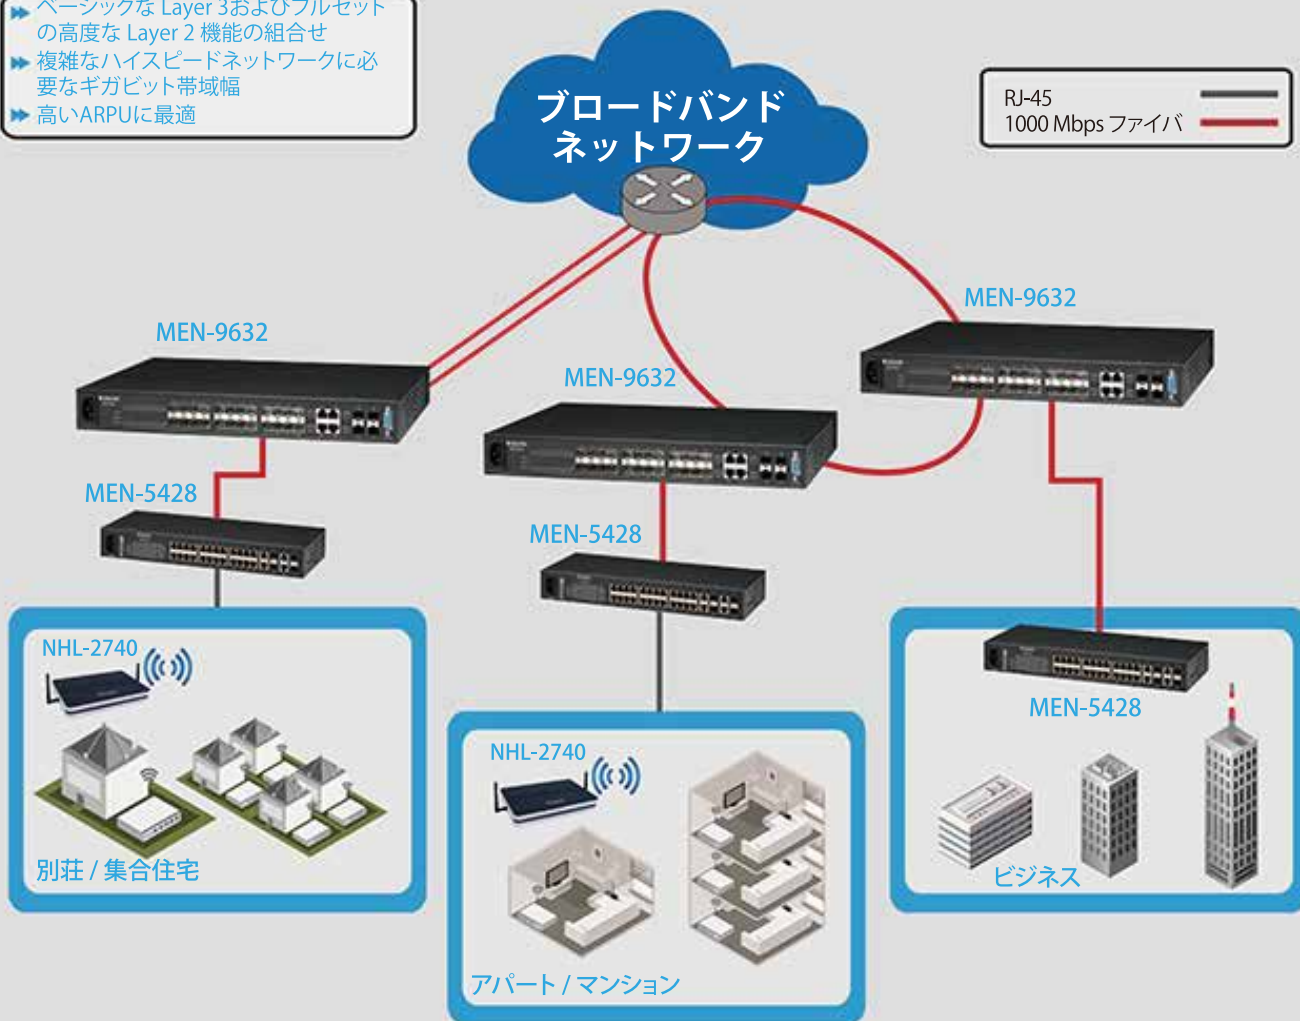 ベーシックな Layer 3およびフルセット
の高度な Layer 2 機能の組合せ
複雑なハイスピードネットワークに必
要なギガビット帯域幅
高いARPUに最適
ブロードバンド
ネットワーク
RJ-45
1000 Mbps ファイバ
MEN-9632
MEN-9632
MEN-9632
MEN-5428
MEN-5428
NHL-2740
別荘 / 集合住宅
NHL-2740
アパート / マンション
MEN-5428
ビジネス